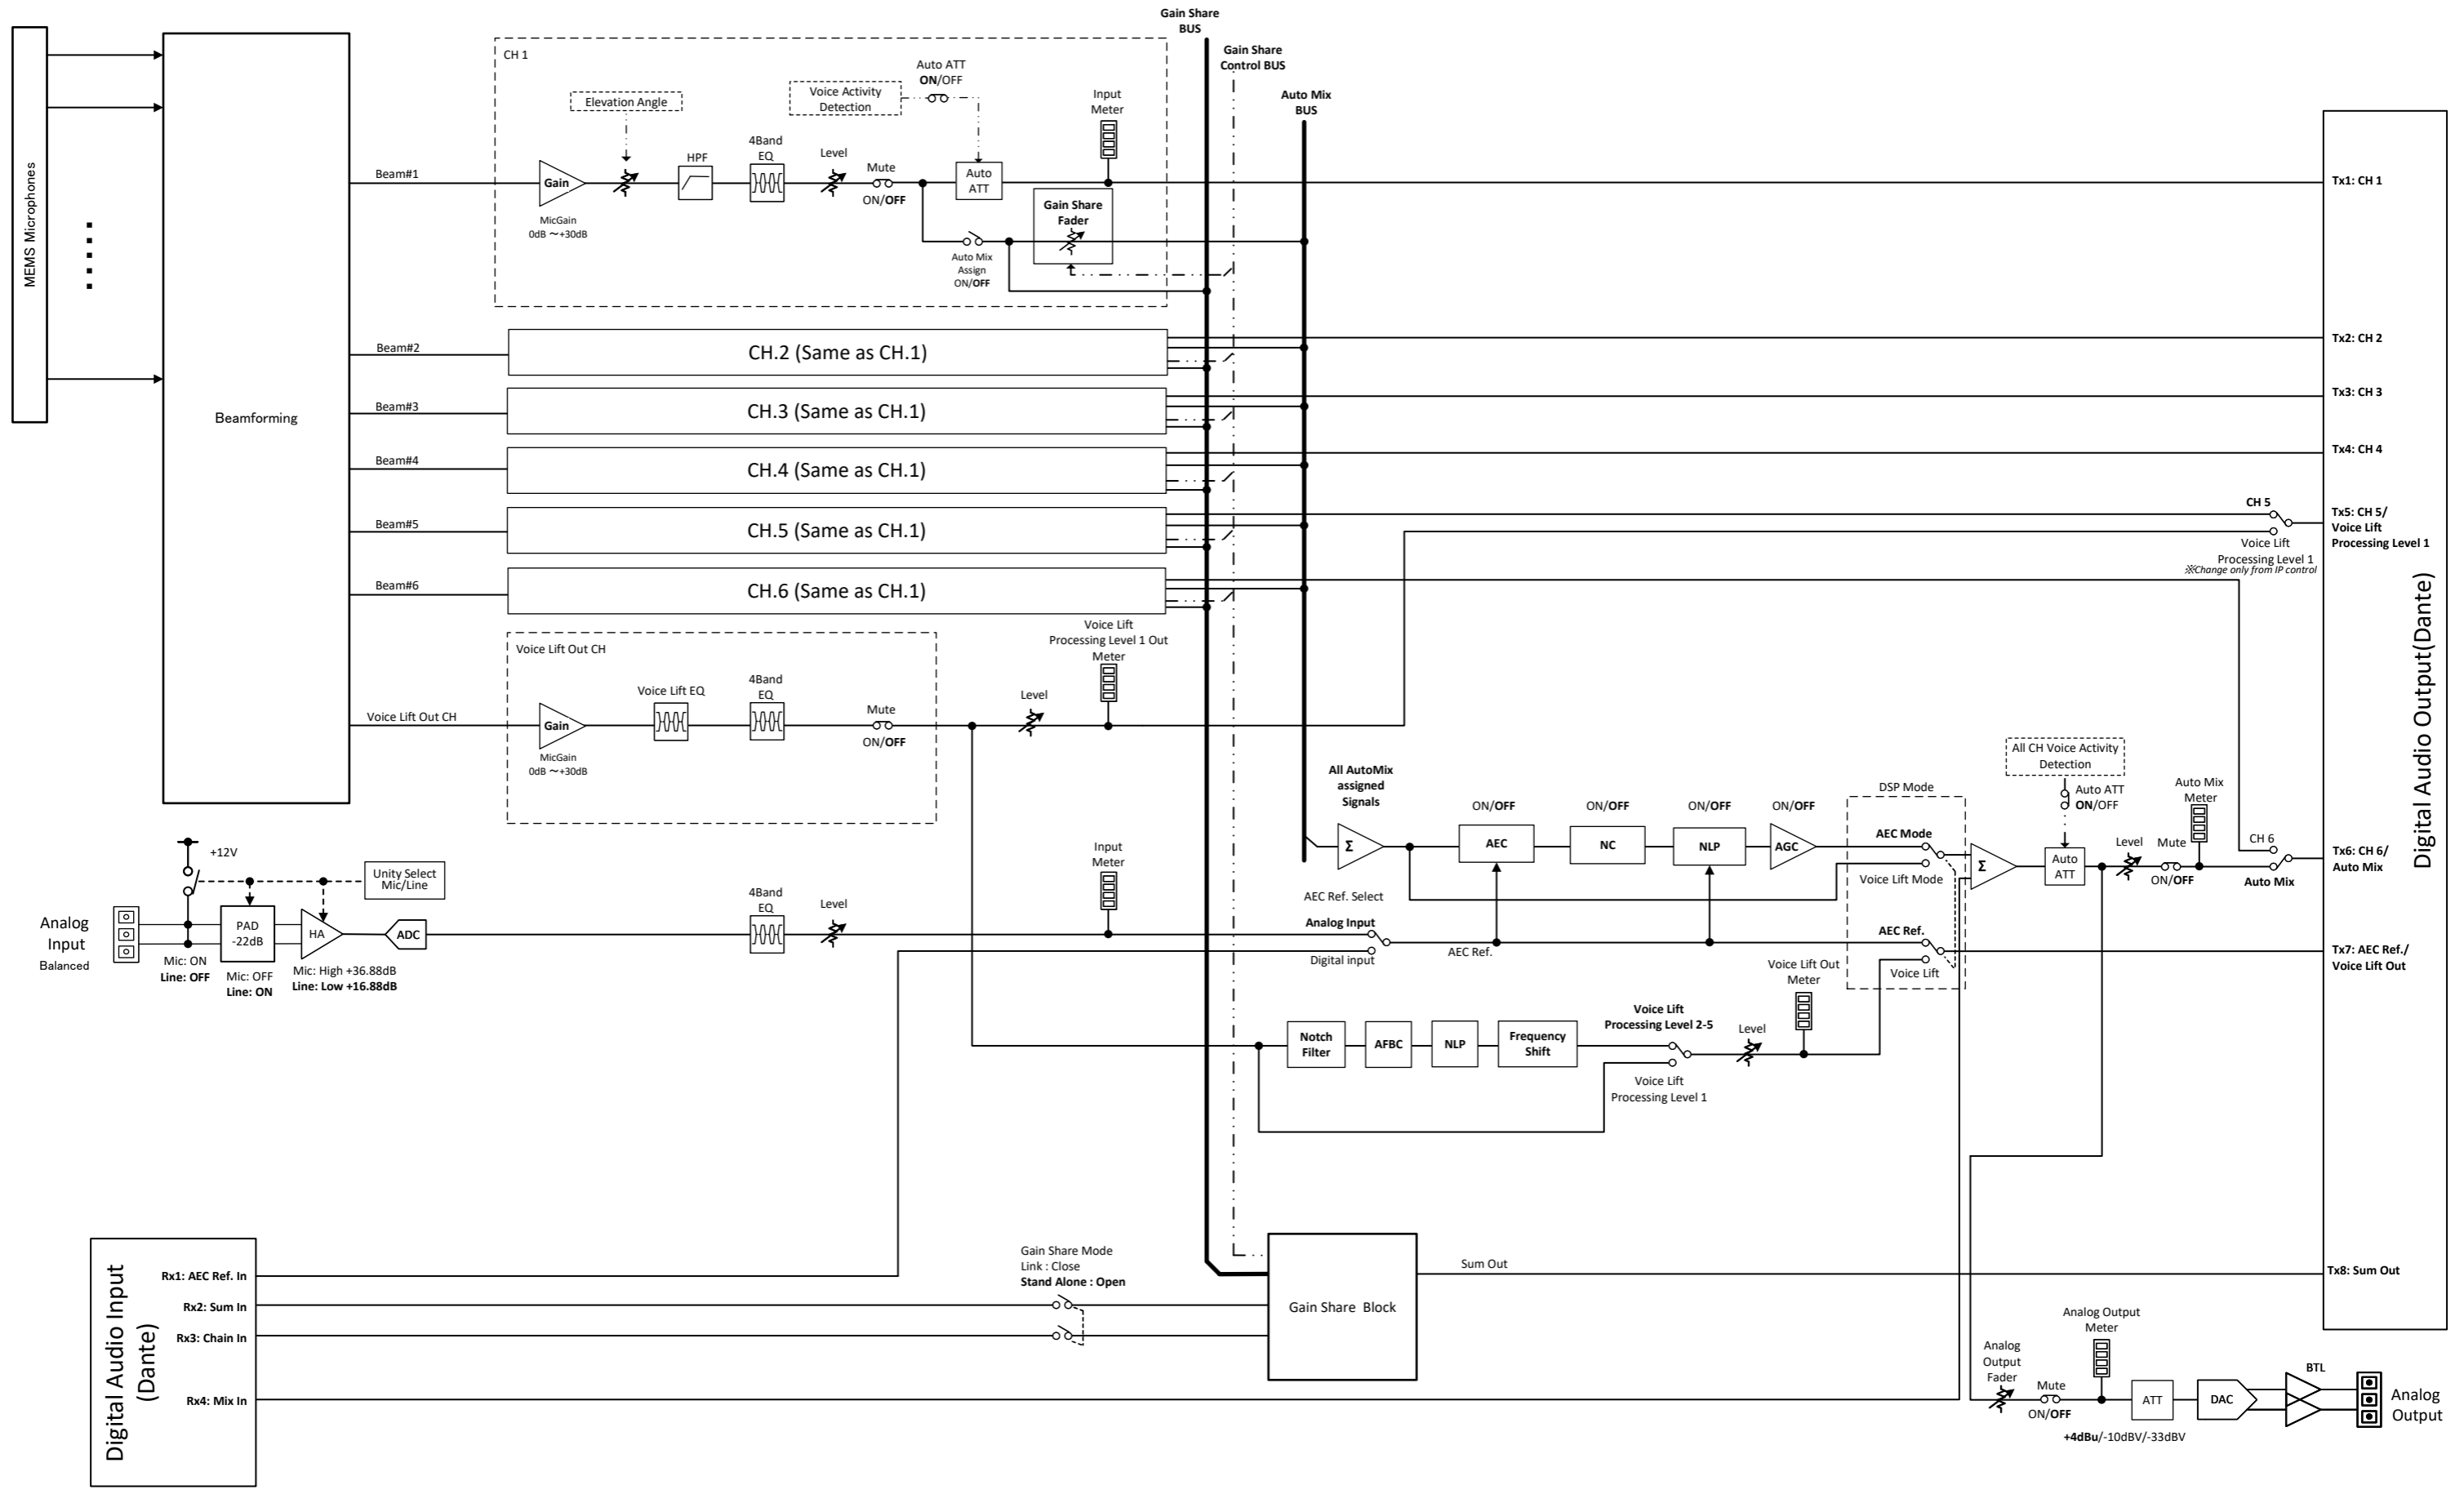 Gain Share
BUS
Gain Share
Control BUS
Auto Mix
BUS
MEMS Microphones
Beamforming
CH 1
Elevation Angle
Voice Activity
Detection
Auto ATT
ON/OFF
Input
Meter
Beam#1
Gain
MicGain
0dB ～+30dB
HPF
4Band
EQ
Level
Mute
ON/OFF
Auto
ATT
Gain Share
Fader
Auto Mix
Assign
ON/OFF
Tx1: CH 1
Beam#2
CH.2 (Same as CH.1)
Tx2: CH 2
Beam#3
CH.3 (Same as CH.1)
Tx3: CH 3
Beam#4
CH.4 (Same as CH.1)
Tx4: CH 4
Beam#5
CH.5 (Same as CH.1)
CH 5
Voice Lift
Processing Level 1
※Change only from IP control
Tx5: CH 5/
Voice Lift
Processing Level 1
Beam#6
CH.6 (Same as CH.1)
Digital Audio Output(Dante)
Voice Lift Out CH
Voice Lift Out CH
Gain
MicGain
0dB ～+30dB
Voice Lift EQ
4Band
EQ
Mute
ON/OFF
Level
Voice Lift
Processing Level 1 Out
Meter
All AutoMix
assigned
Signals
Σ
ON/OFF
AEC
ON/OFF
NC
ON/OFF
NLP
ON/OFF
AGC
DSP Mode
AEC Mode
Voice Lift Mode
AEC Ref.
Voice Lift
Σ
All CH Voice Activity
Detection
Auto ATT
ON/OFF
Auto
ATT
Level
Mute
ON/OFF
Auto Mix
Meter
CH 6
Auto Mix
Tx6: CH 6/
Auto Mix
+12V
Unity Select
Mic/Line
Analog
Input
Balanced
Mic: ON
Line: OFF
PAD
-22dB
Mic: OFF
Line: ON
HA
Mic: High +36.88dB
Line: Low +16.88dB
ADC
4Band
EQ
Level
Input
Meter
AEC Ref. Select
Analog Input
Digital input
AEC Ref.
Tx7: AEC Ref./
Voice Lift Out
Notch
Filter
AFBC
NLP
Frequency
Shift
Voice Lift
Processing Level 2-5
Voice Lift
Processing Level 1
Level
Voice Lift Out
Meter
Digital Audio Input
(Dante)
Rx1: AEC Ref. In
Rx2: Sum In
Rx3: Chain In
Rx4: Mix In
Gain Share Mode
Link : Close
Stand Alone : Open
Gain Share Block
Sum Out
Tx8: Sum Out
Analog
Output
Fader
Mute
ON/OFF
Analog Output
Meter
ATT
+4dBu/-10dBV/-33dBV
DAC
BTL
Analog
Output